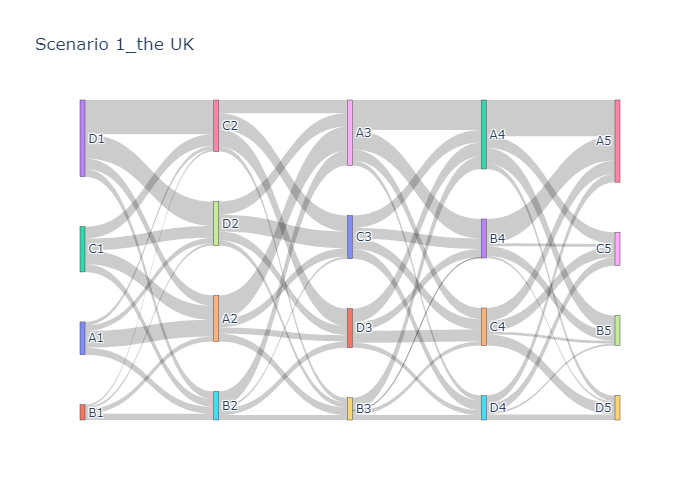 Scenario 1_the UK
D1
C1
A1
B1
C2
D2
A2
B2
A3
C3
D3
B3
A4
B4
C4
D4
A5
C5
B5
D5